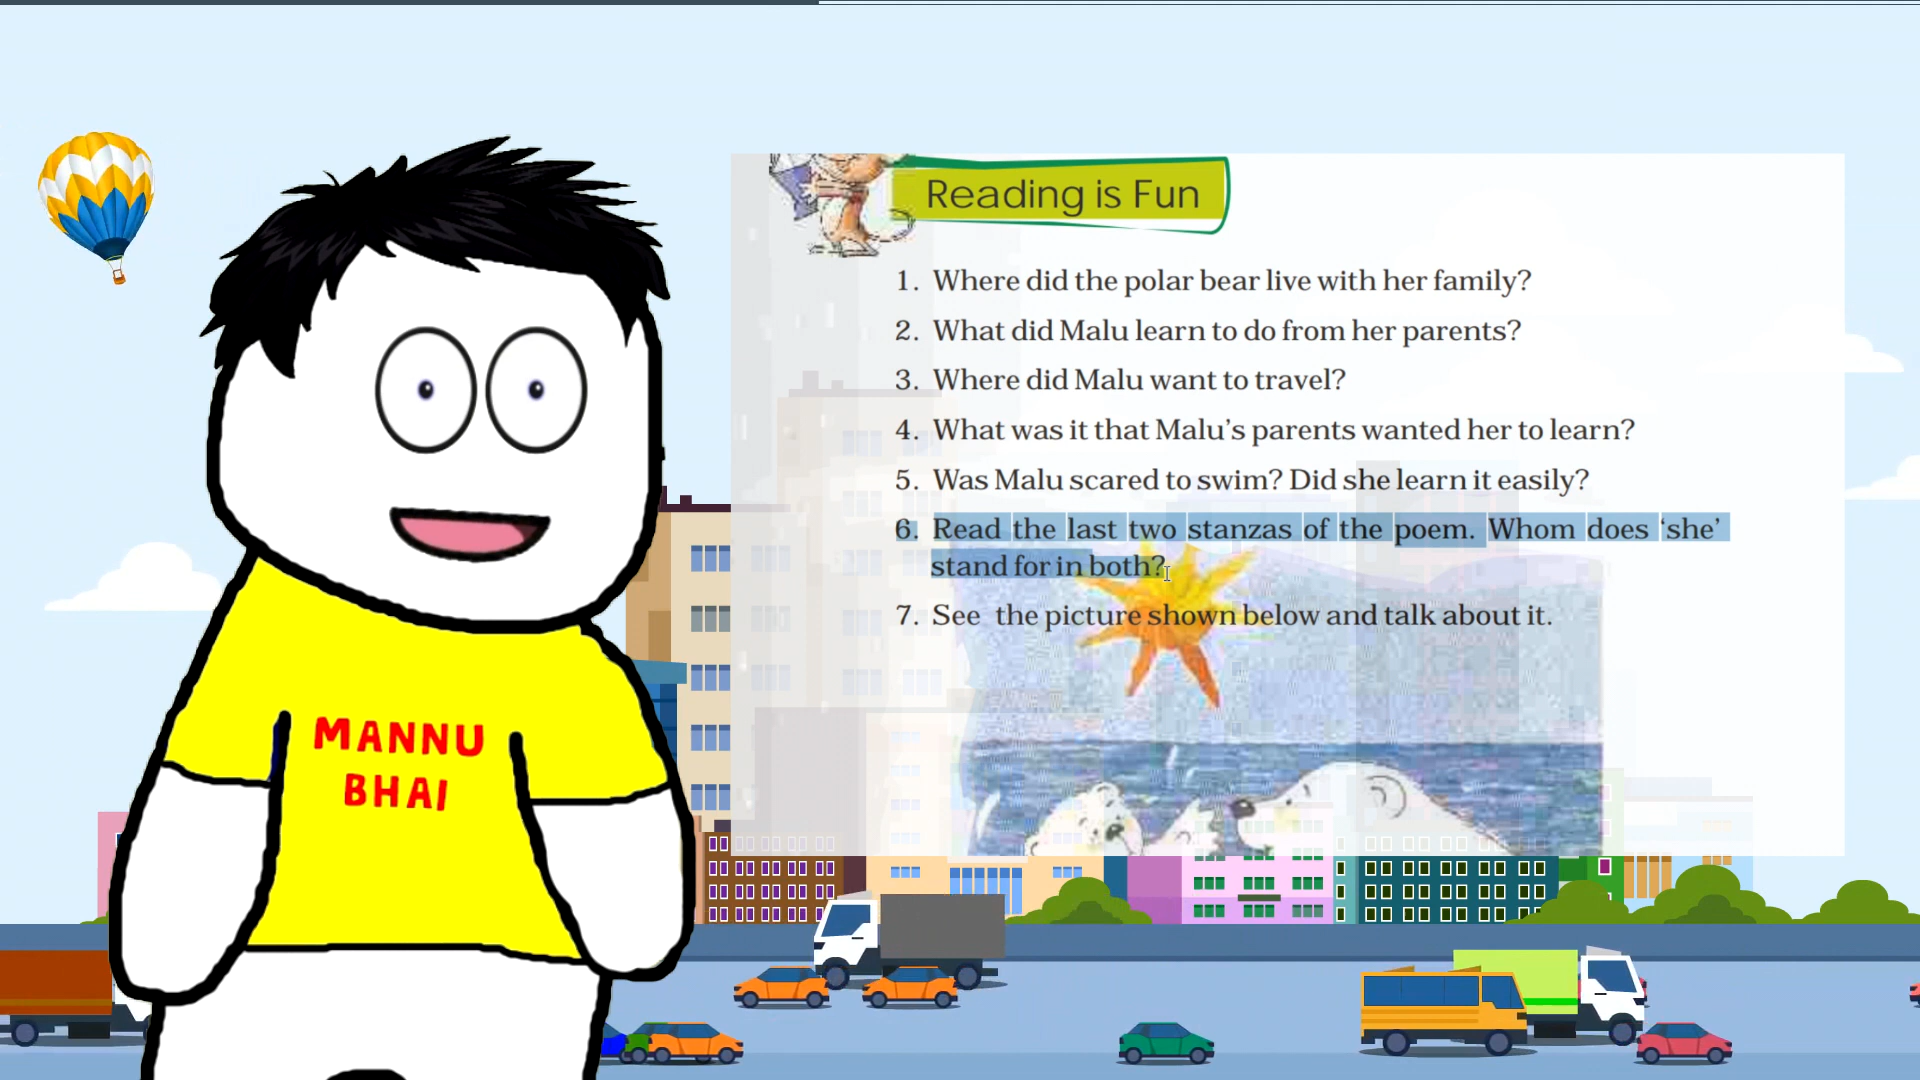 Reading is Fun
1. Where did the polar bear live with her family?
2. What did Malu learn to do from her parents?
3. Where did Malu want to travel?
4. What was it that Malu’s parents wanted her to learn?
5. Was Malu scared to swim? Did she learn it easily?
6. Read the last two stanzas of the poem. Whom does ‘she’
stand for in both?
7. See the picture shown below and talk about it.
MANNU
BHAI